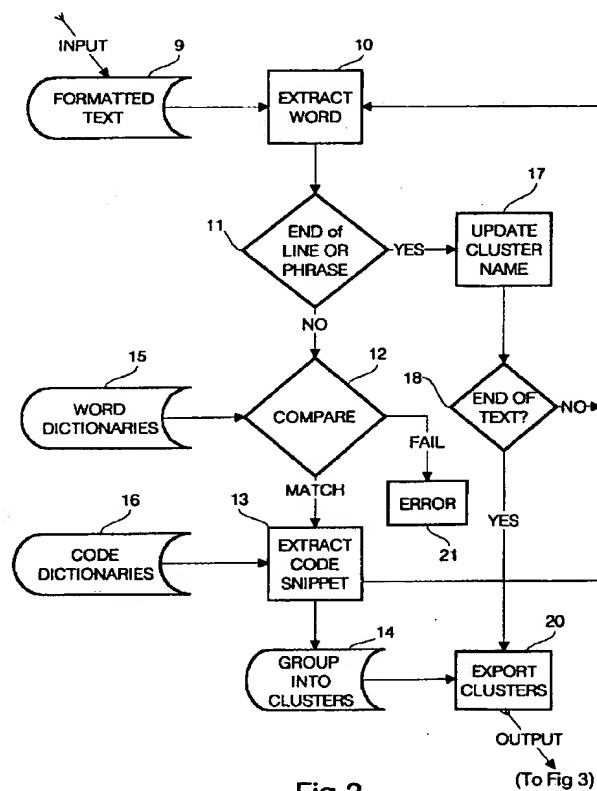 INPUT
9
FORMATTED
TEXT
10
EXTRACT
WORD
17
UPDATE
CLUSTER
NAME
11
END of
LINE OR
PHRASE
YES
NO
15
WORD
DICTIONARIES
12
COMPARE
FAIL
ERROR
21
18
END OF
TEXT?
NO
YES
MATCH
16
CODE
DICTIONARIES
13
EXTRACT
CODE
SNIPPET
14
GROUP
INTO
CLUSTERS
20
EXPORT
CLUSTERS
OUTPUT
(To Fig 3)
Fig 2